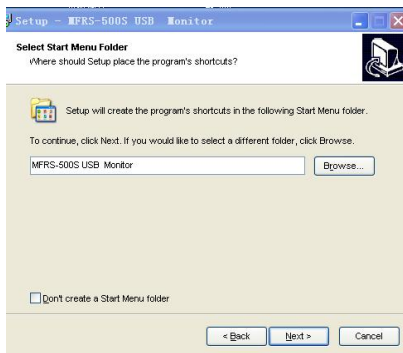 Setup - MFRS-500S USB Monitor
Select Start Menu Folder
Where should Setup place the program's shortcuts?
Setup will create the program's shortcuts in the following Start Menu folder.
To continue, click Next. If you would like to select a different folder, click Browse.
MFRS-500S USB Monitor
Browse...
Don't create a Start Menu folder
< Back
Next >
Cancel